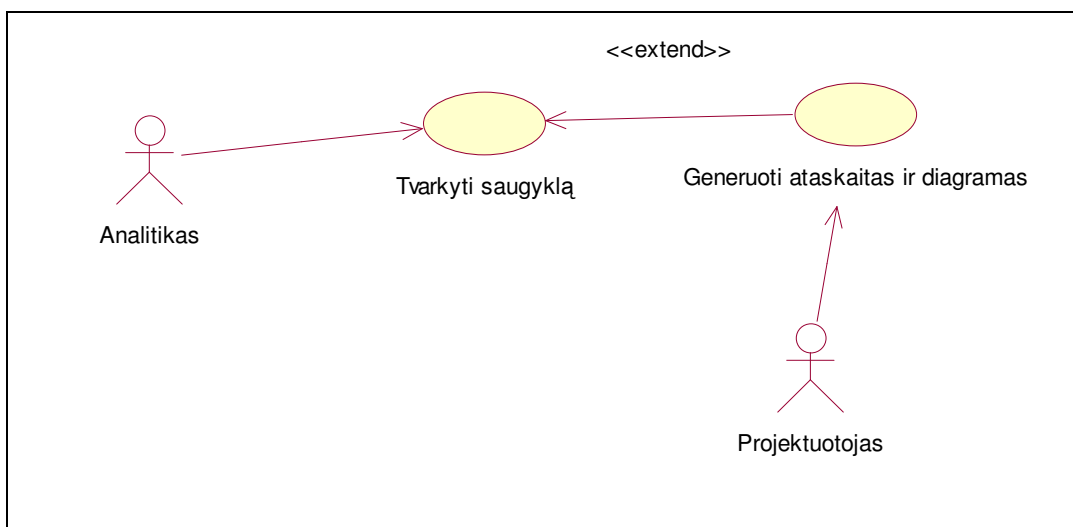 <<extend>>
Tvarkyti saugyklą
Generuoti ataskaitas ir diagramas
Analitikas
Projektuotojas